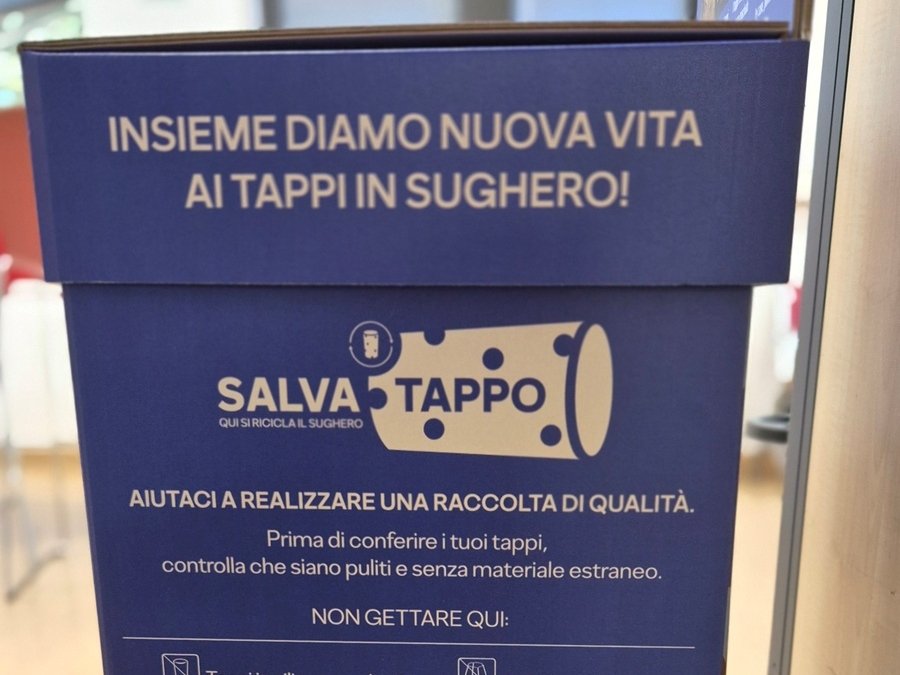 INSIEME DIAMO NUOVA VITA
AI TAPPI IN SUGHERO!
SALVA TAPPO
QUI SI RICICLA IL SUGHERO
AIUTACI A REALIZZARE UNA RACCOLTA DI QUALITÀ.
Prima di conferire i tuoi tappi,
controlla che siano puliti e senza materiale estraneo.
NON GETTARE QUI: